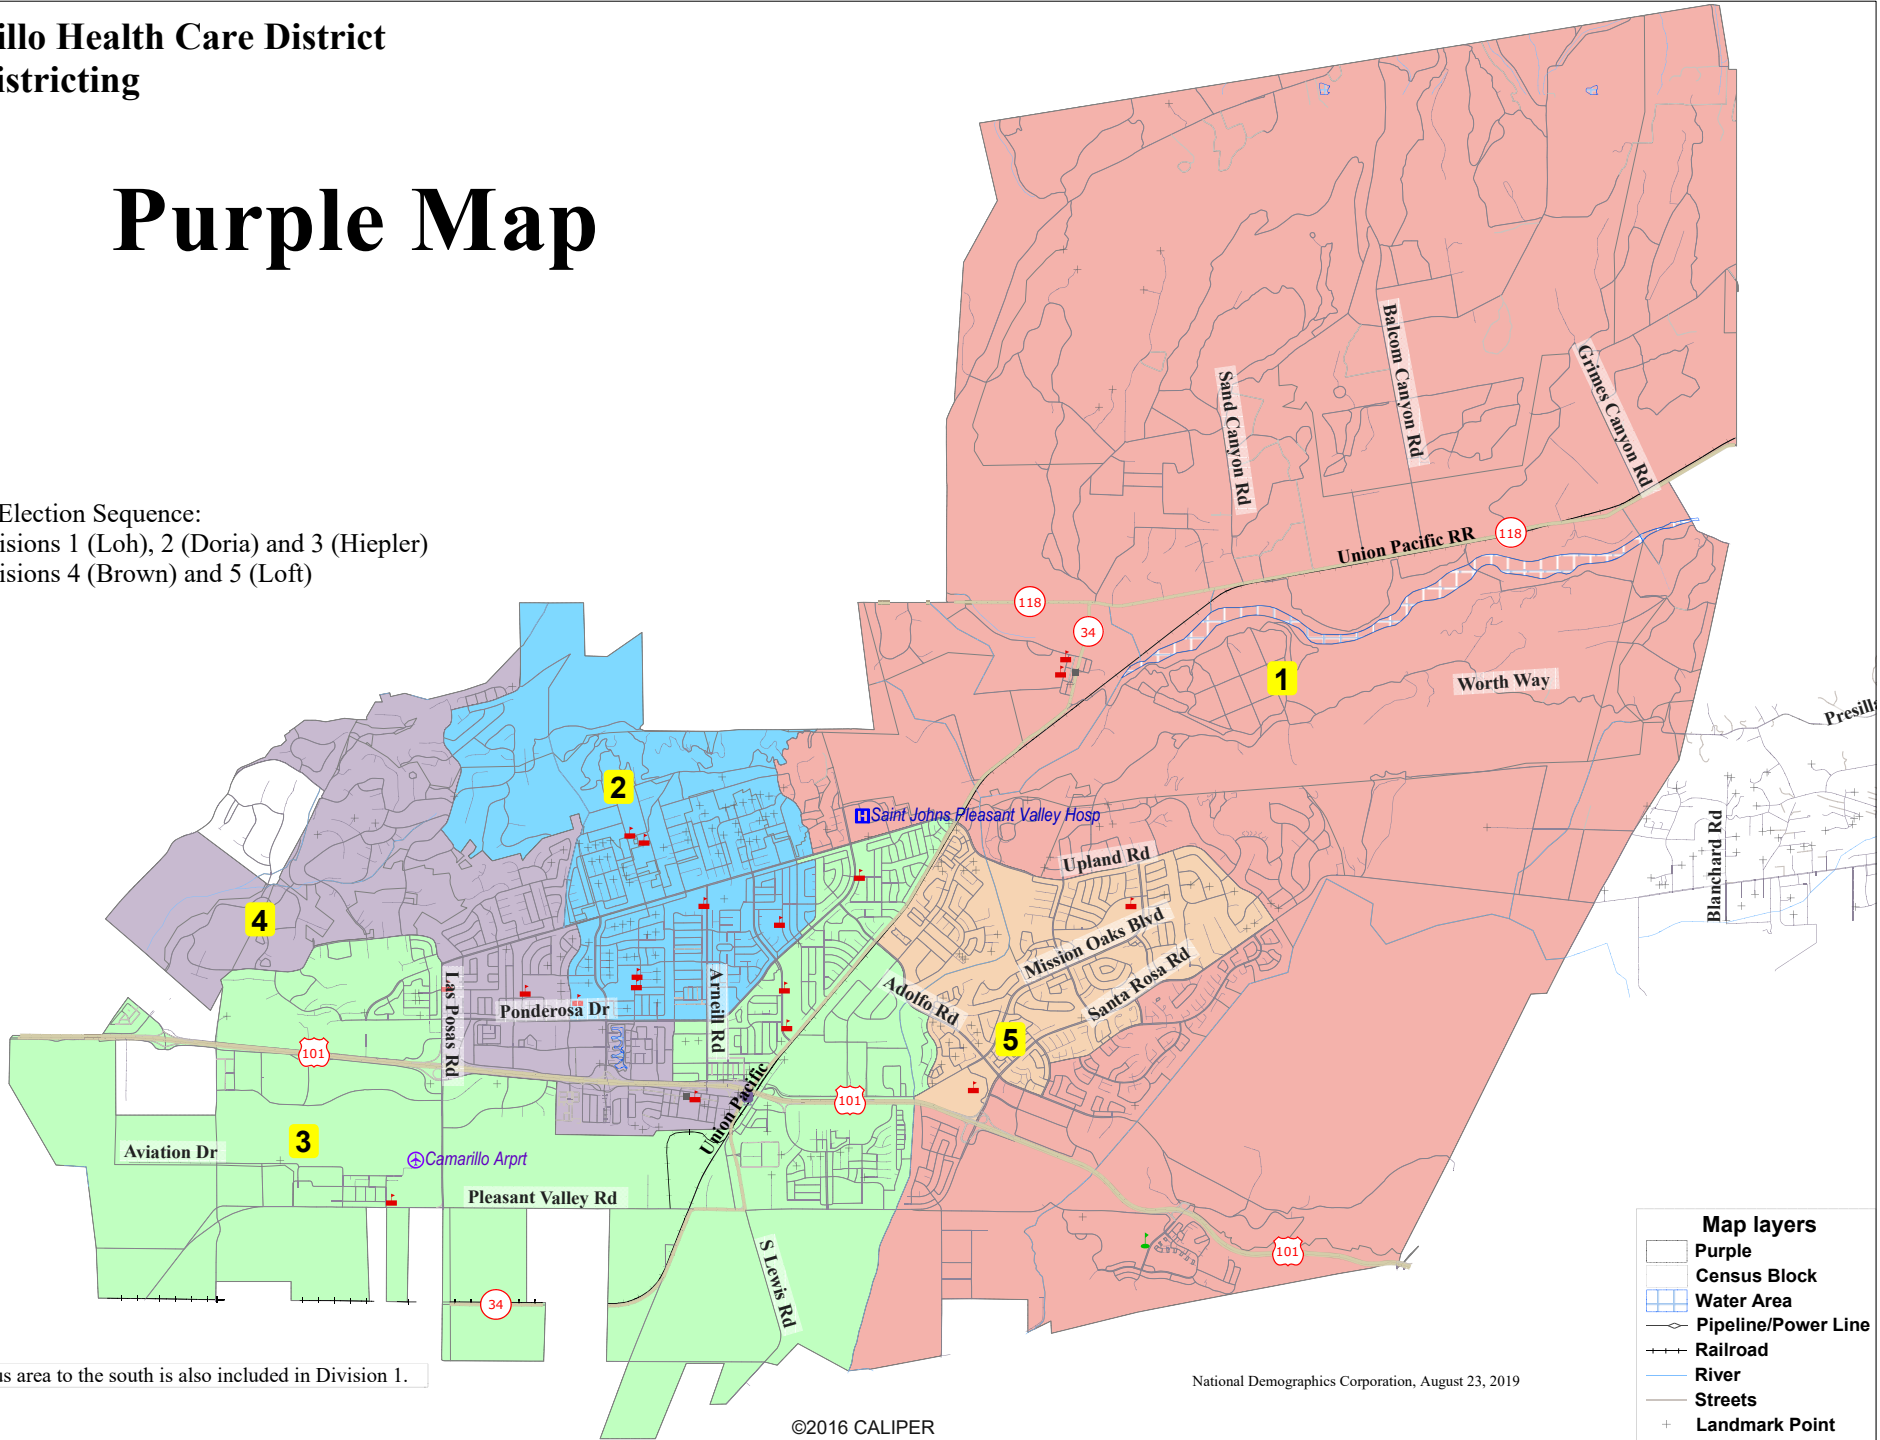 illo Health Care District
istricting
Purple Map
Election Sequence:
isions 1 (Loh), 2 (Doria) and 3 (Hiepler)
isions 4 (Brown) and 5 (Loft)
Balcom Canyon Rd
Grimes Canyon Rd
Sand Canyon Rd
Union Pacific RR
118
118
34
1
Worth Way
Presilla
2
H Saint Johns Pleasant Valley Hosp
Upland Rd
Blanchard Rd
4
Mission Oaks Blvd
Santa Rosa Rd
Adolfo Rd
Las Posas Rd
Ponderosa Dr
Arneill Rd
5
101
101
Union Pacific
3
Aviation Dr
Camarillo Arprt
Pleasant Valley Rd
S Lewis Rd
101
34
us area to the south is also included in Division 1.
National Demographics Corporation, August 23, 2019
©2016 CALIPER
Map layers
Purple
Census Block
Water Area
Pipeline/Power Line
Railroad
River
Streets
Landmark Point